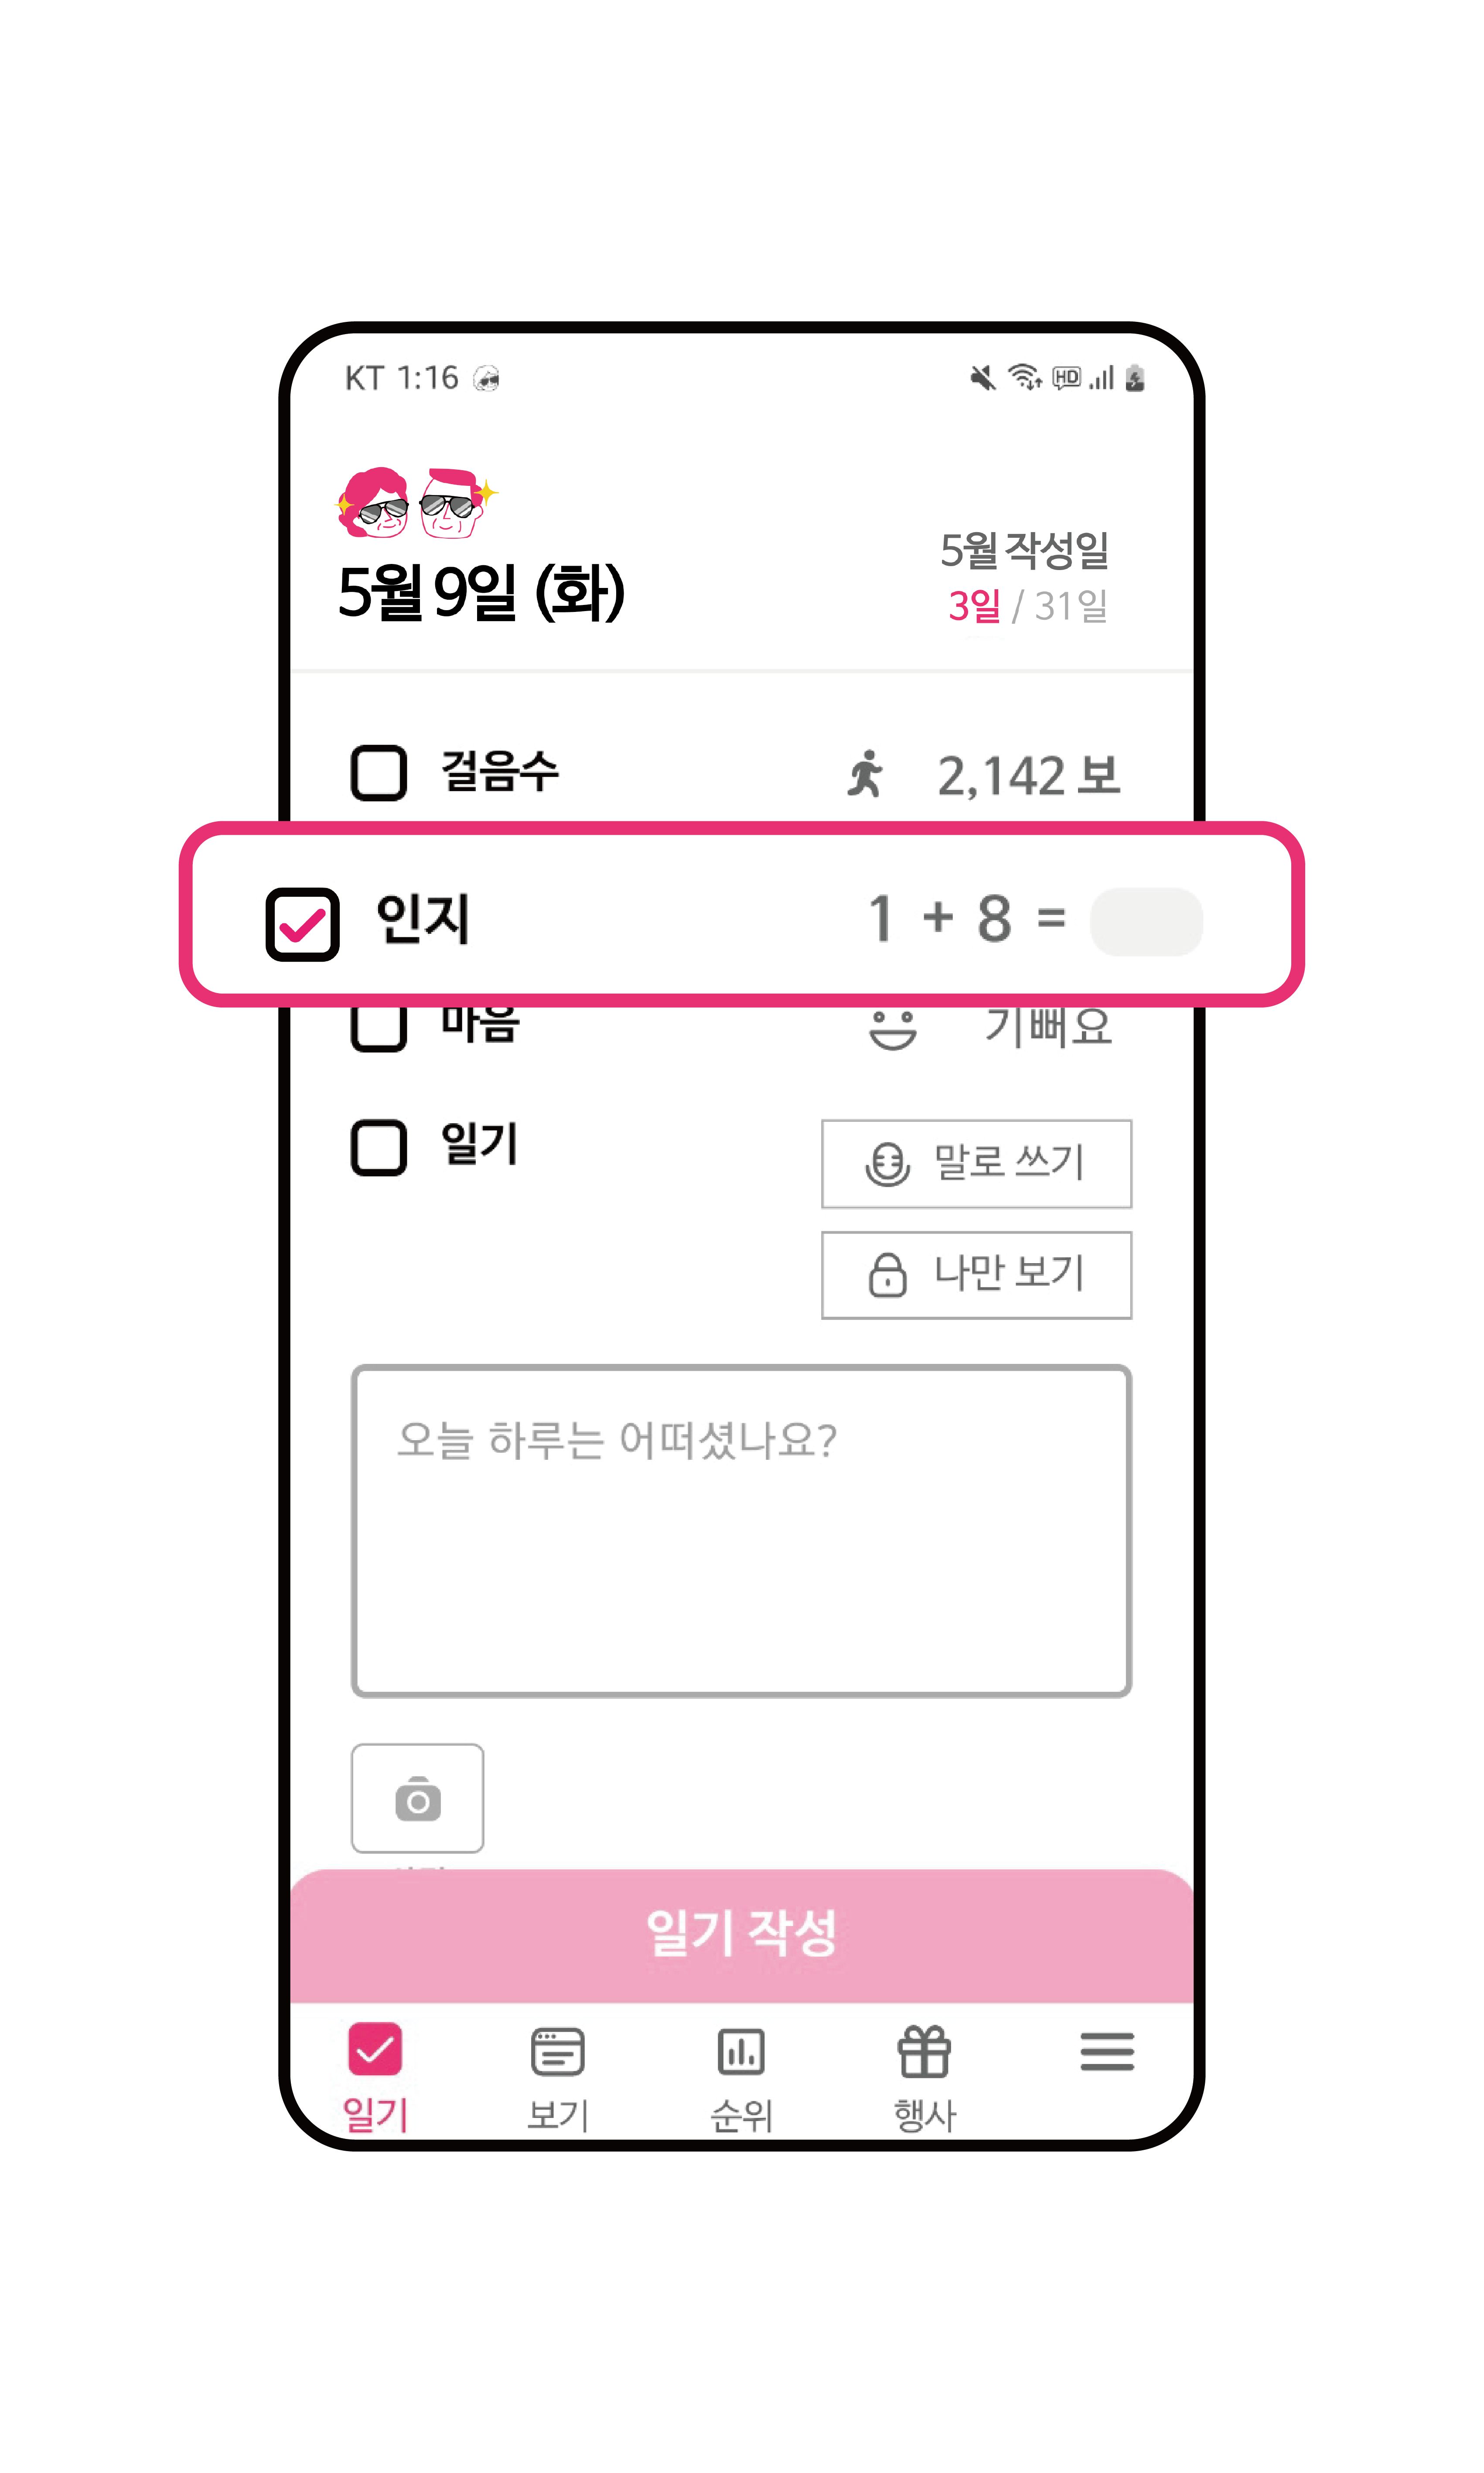 KT 1:16
HD
5월 작성일
5월 9일 (화)
3일 / 31일
걸음수 2,142 보
인지 1 + 8 =
마음 기뻐요
일기 말로 쓰기
나만 보기
오늘 하루는 어떠셨나요?
일기 작성
일기 보기 순위 행사